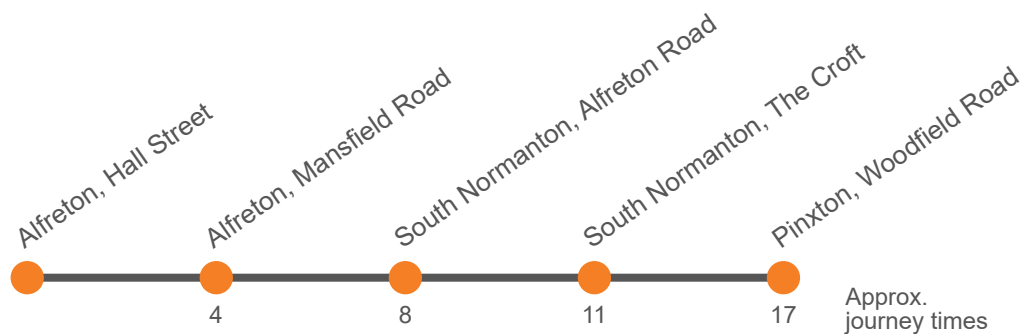 Alfreton, Hall Street
Alfreton, Mansfield Road
South Normanton, Alfreton Road
South Normanton, The Croft
Pinxton, Woodfield Road
4
8
11
17
Approx.
journey times